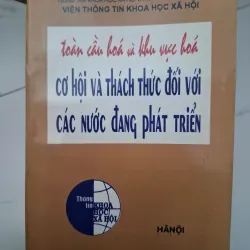 VIỆN THÔNG TIN KHOA HỌC XÃ HỘI
toàn cầu hoá và khu vực hoá
CƠ HỘI VÀ THÁCH THỨC ĐỐI VỚI
CÁC NƯỚC ĐANG PHÁT TRIỂN
Thông
tin KHOA
HỌC
XÃ HỘI
HÀNỘI